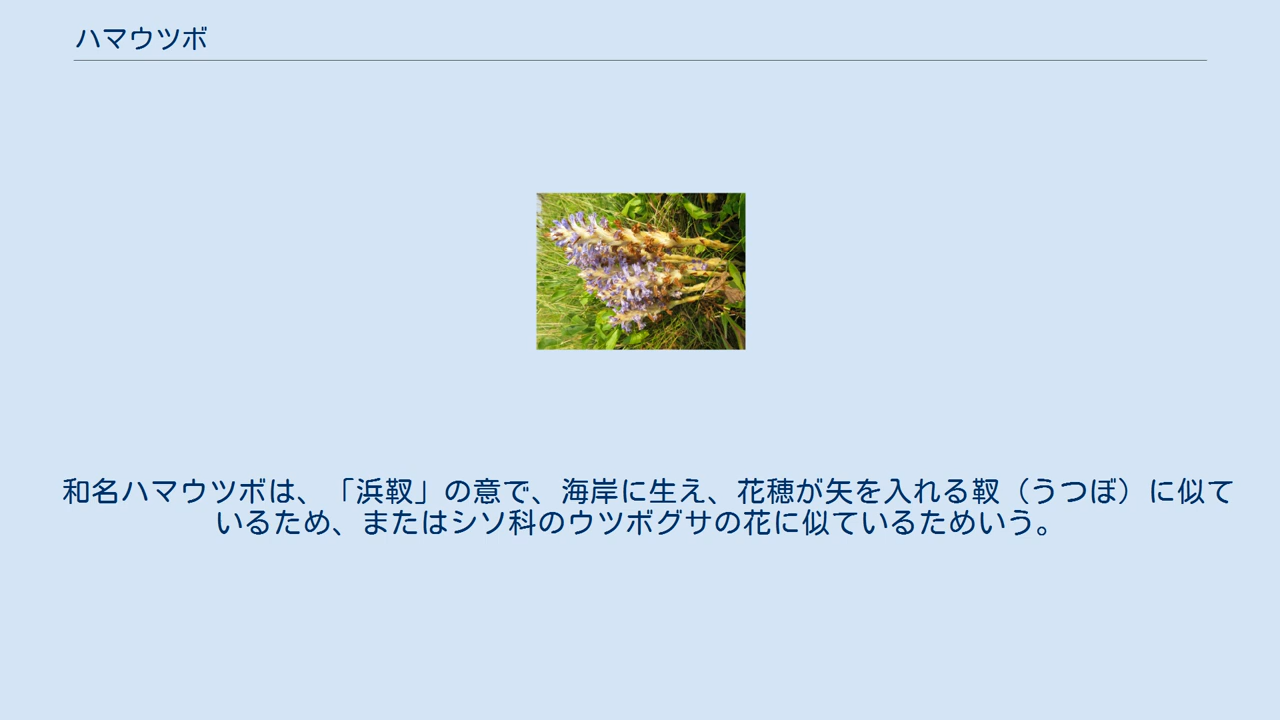 ハマウツボ
和名ハマウツボは、「浜靫」の意で、海岸に生え、花穂が矢を入れる靫（うつぼ）に似て
いるため、またはシソ科のウツボグサの花に似ているためいう。